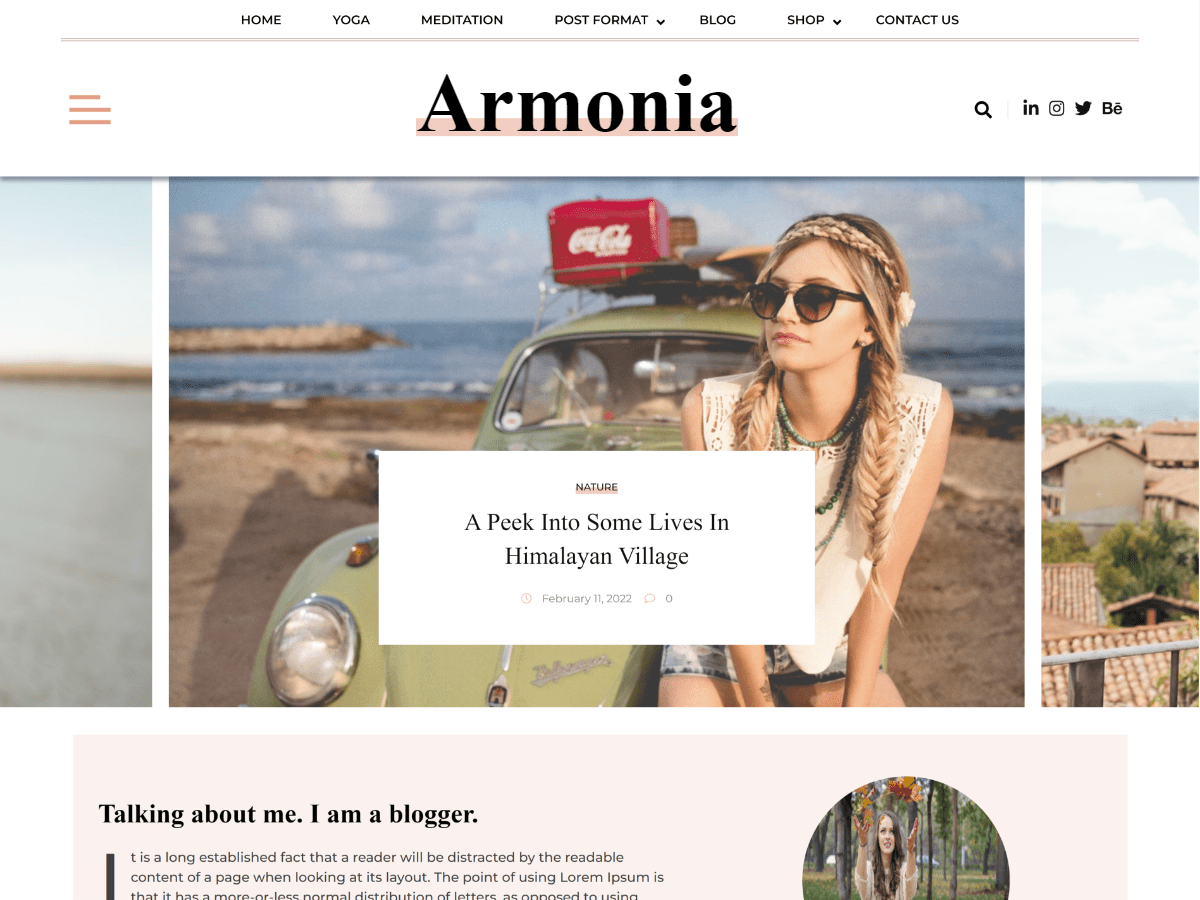 HOME YOGA MEDITATION POST FORMAT BLOG SHOP CONTACT US
Armonia
Bē
Coca-Cola
NATURE
A Peek Into Some Lives In
Himalayan Village
February 11, 2022 0
Volkswagen
Talking about me. I am a blogger.
It is a long established fact that a reader will be distracted by the readable
content of a page when looking at its layout. The point of using Lorem Ipsum is
that it has a more-or-less normal distribution of letters, as opposed to using